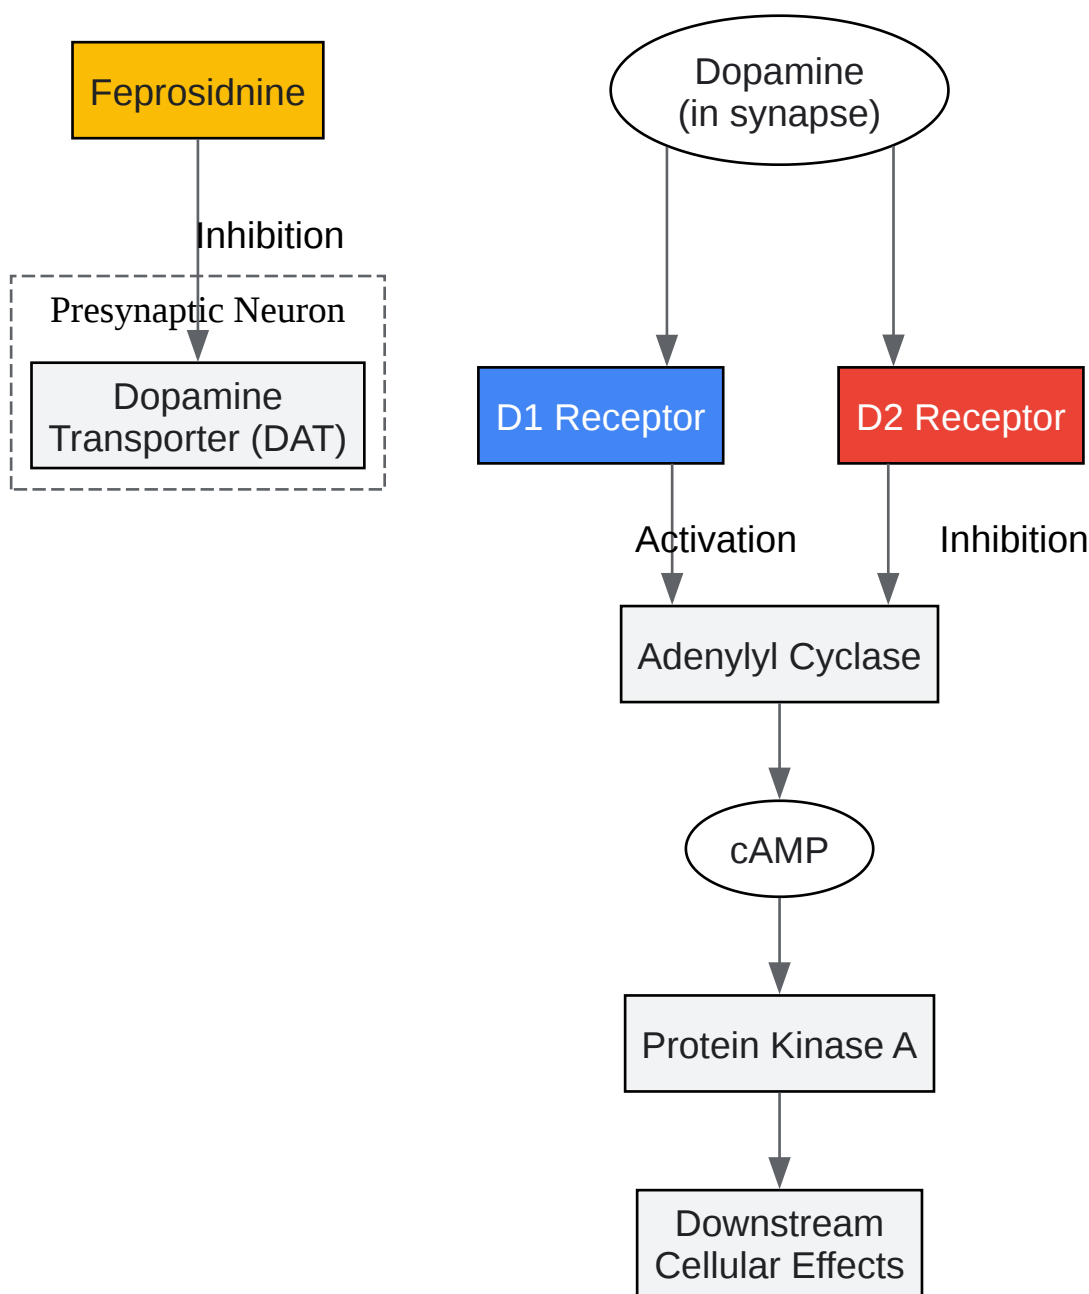 Feprosidnine
Dopamine
(in synapse)
Inhibition
Presynaptic Neuron
Dopamine
Transporter (DAT)
D1 Receptor
D2 Receptor
Activation
Inhibition
Adenylyl Cyclase
cAMP
Protein Kinase A
Downstream
Cellular Effects